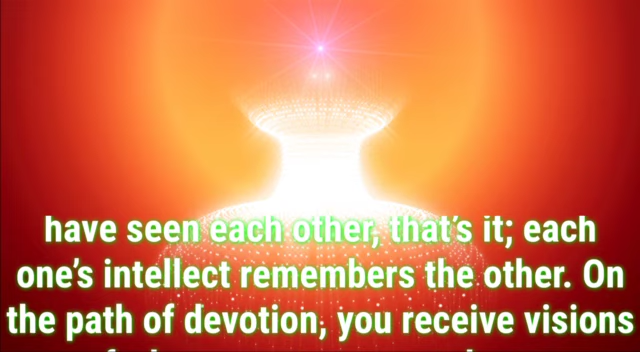 have seen each other, that's it; each
one's intellect remembers the other. On
the path of devotion, you receive visions